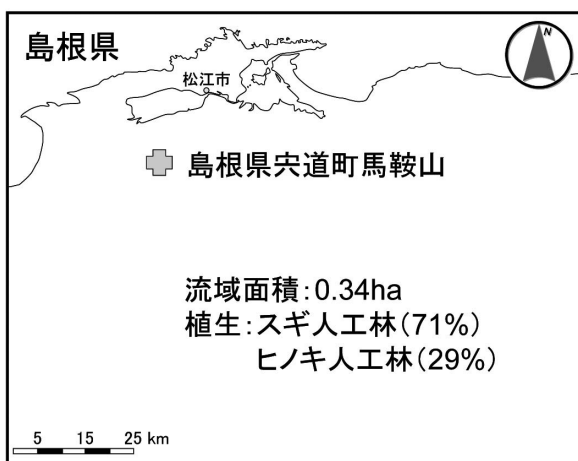 島根県
N
松江市
島根県宍道町馬鞍山
流域面積:0.34ha
植生:スギ人工林(71%)
ヒノキ人工林(29%)
5 15 25 km